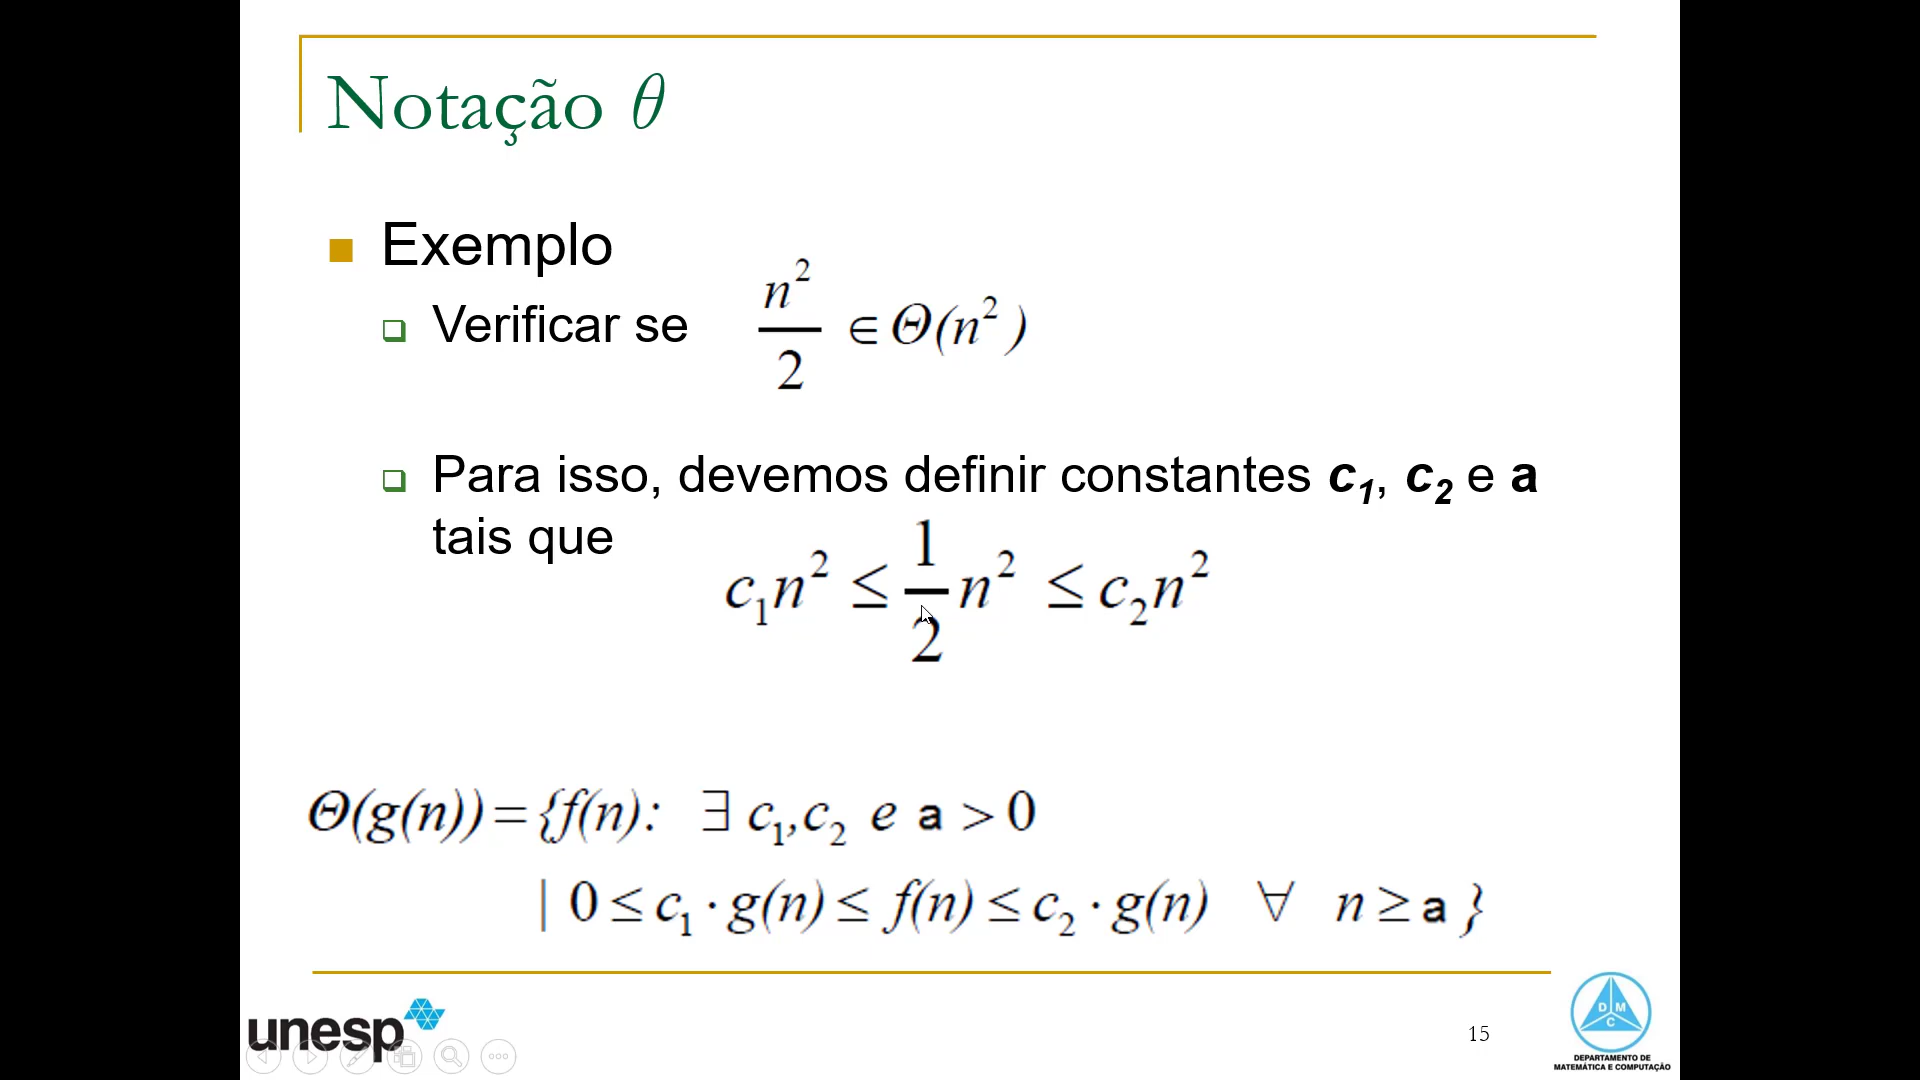 Notação θ
Exemplo
Verificar se n²/2 ∈ Θ(n²)
Para isso, devemos definir constantes c₁, c₂ e a
tais que
c₁n² ≤ 1/2 n² ≤ c₂n²
Θ(g(n)) = {f(n): ∃ c₁,c₂ e a > 0
| 0 ≤ c₁ · g(n) ≤ f(n) ≤ c₂ · g(n) ∀ n ≥ a }
unesp
15
D M
C
DEPARTAMENTO DE
MATEMÁTICA E COMPUTAÇÃO